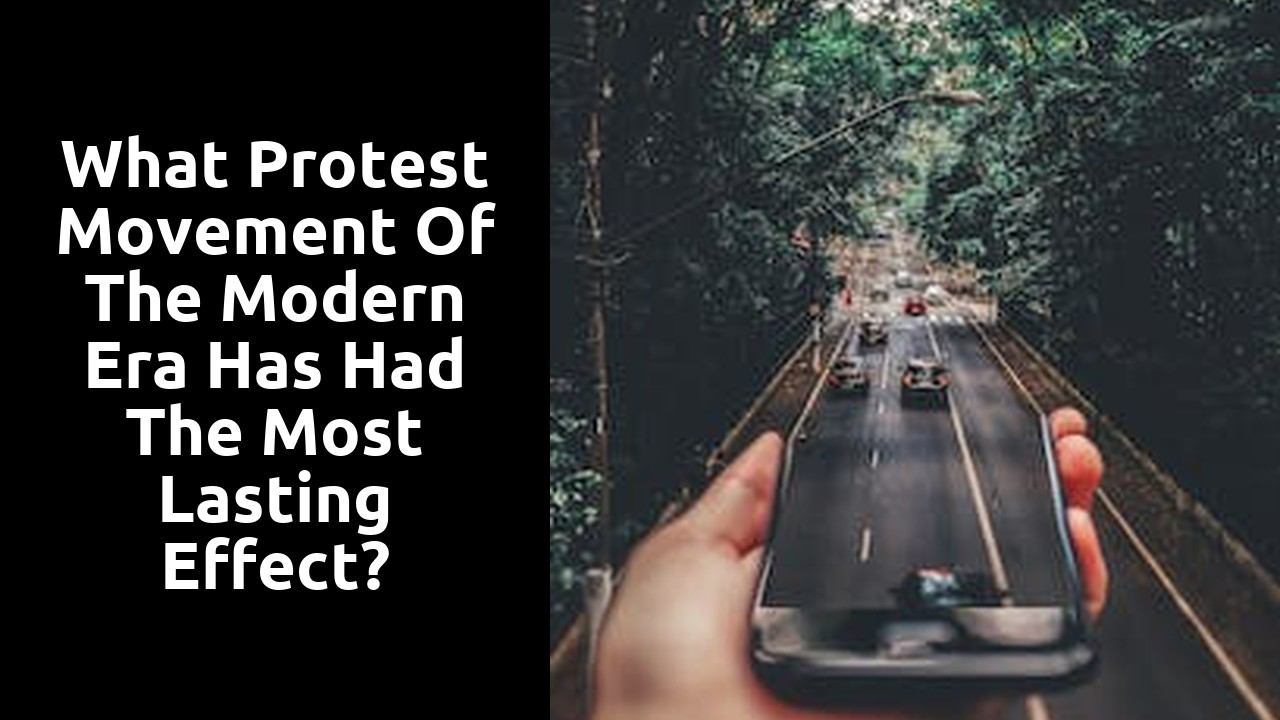 What Protest
Movement Of
The Modern
Era Has Had
The Most
Lasting
Effect?